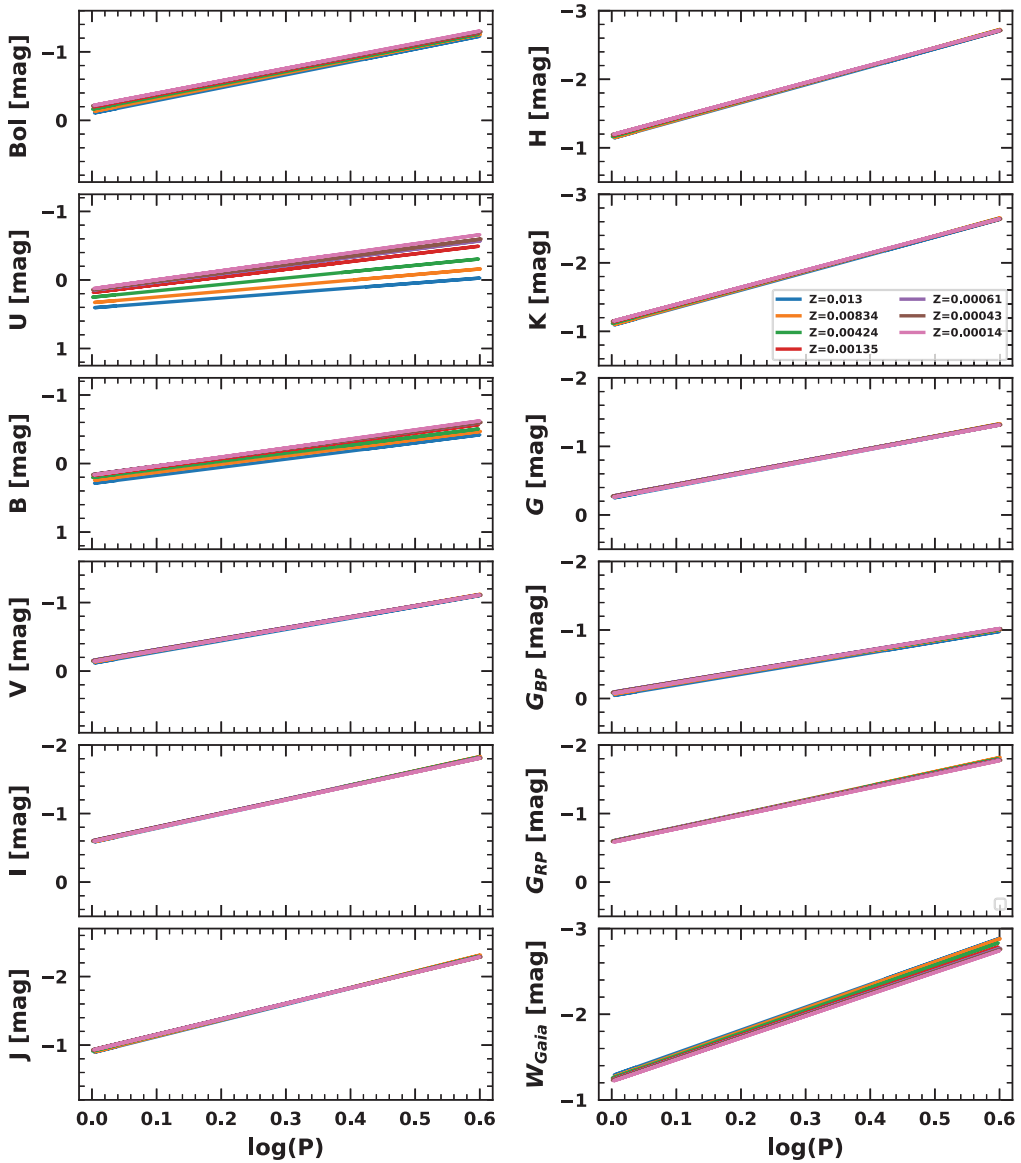 Bol [mag]
−1
0
U [mag]
−1
0
1
B [mag]
−1
0
1
V [mag]
−1
0
I [mag]
−2
−1
0
J [mag]
−2
−1
0.0 0.1 0.2 0.3 0.4 0.5 0.6
log(P)
H [mag]
−3
−2
−1
K [mag]
−3
−2
−1
Z=0.013 Z=0.00061
Z=0.00834 Z=0.00043
Z=0.00424 Z=0.00014
Z=0.00135
G [mag]
−2
−1
0
G_BP [mag]
−2
−1
0
G_RP [mag]
−2
−1
0
W_Gaia [mag]
−3
−2
−1
0.0 0.1 0.2 0.3 0.4 0.5 0.6
log(P)